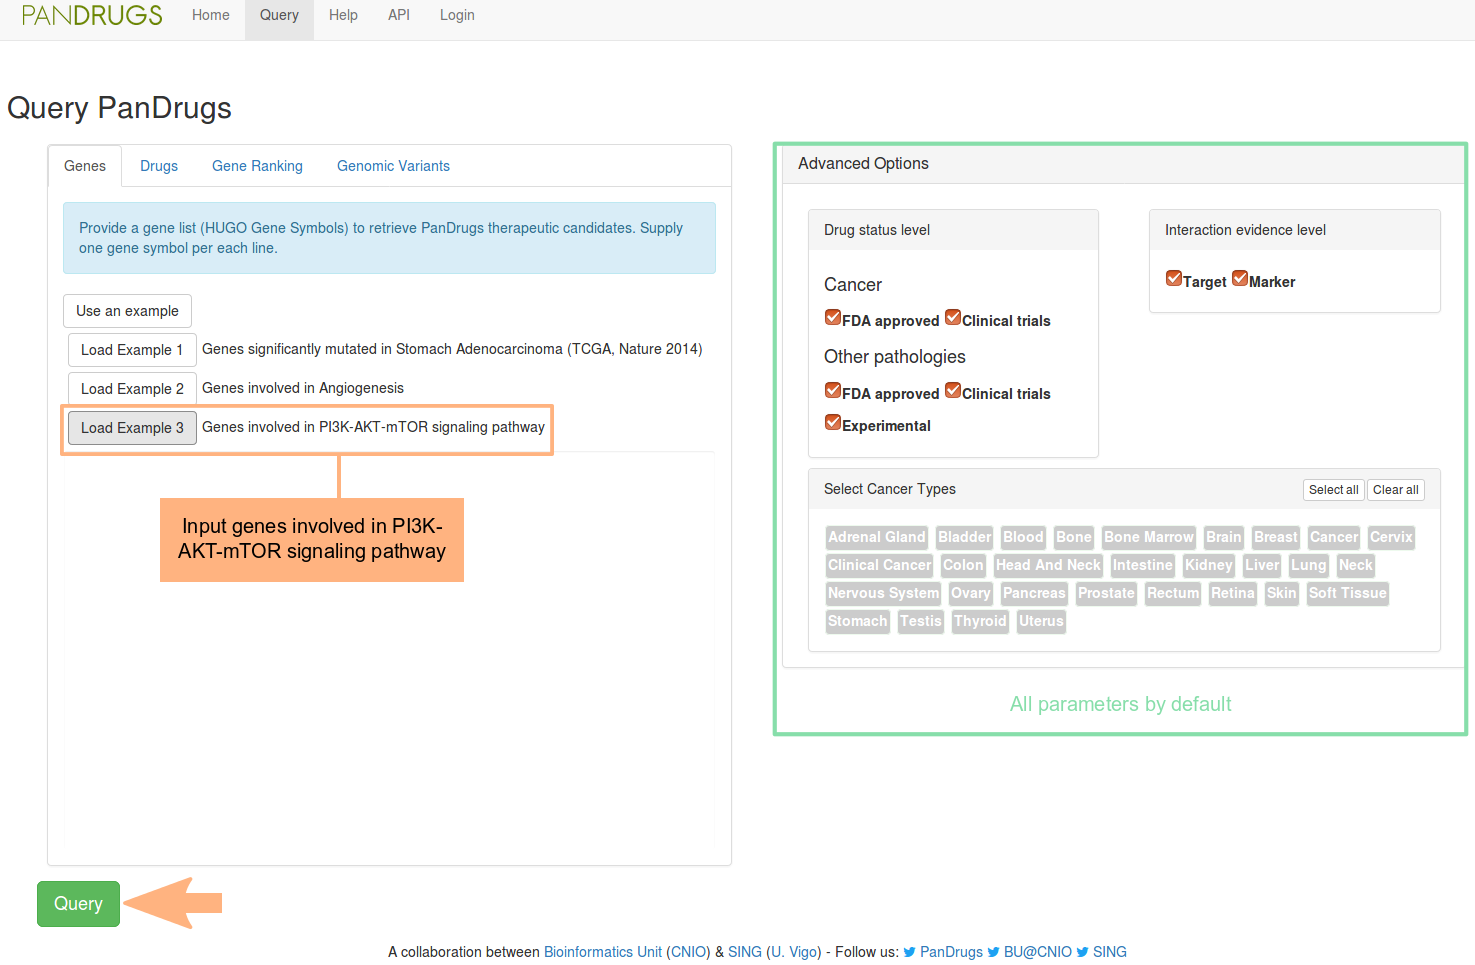 PANDRUGS Home Query Help API Login
Query PanDrugs
Genes Drugs Gene Ranking Genomic Variants
Provide a gene list (HUGO Gene Symbols) to retrieve PanDrugs therapeutic candidates. Supply
one gene symbol per each line.
Use an example
Load Example 1 Genes significantly mutated in Stomach Adenocarcinoma (TCGA, Nature 2014)
Load Example 2 Genes involved in Angiogenesis
Load Example 3 Genes involved in PI3K-AKT-mTOR signaling pathway
Input genes involved in PI3K-
AKT-mTOR signaling pathway
Query
Advanced Options
Drug status level
Cancer
FDA approved Clinical trials
Other pathologies
FDA approved Clinical trials
Experimental
Interaction evidence level
Target Marker
Select Cancer Types Select all Clear all
Adrenal Gland Bladder Blood Bone Bone Marrow Brain Breast Cancer Cervix
Clinical Cancer Colon Head And Neck Intestine Kidney Liver Lung Neck
Nervous System Ovary Pancreas Prostate Rectum Retina Skin Soft Tissue
Stomach Testis Thyroid Uterus
All parameters by default
A collaboration between Bioinformatics Unit (CNIO) & SING (U. Vigo) - Follow us: PanDrugs BU@CNIO SING